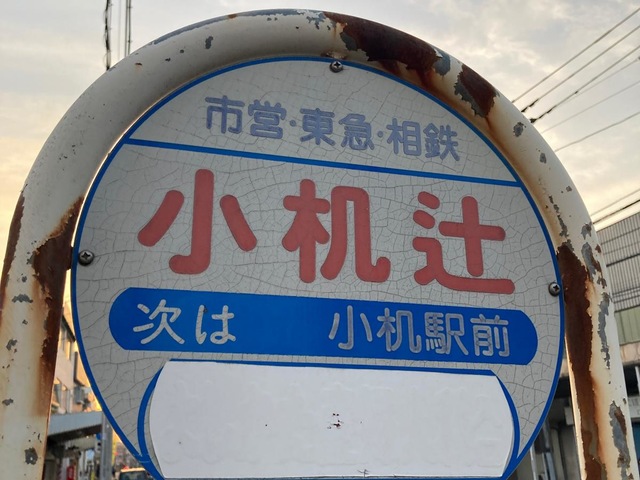 市営・東急・相鉄
小机辻
次は 小机駅前